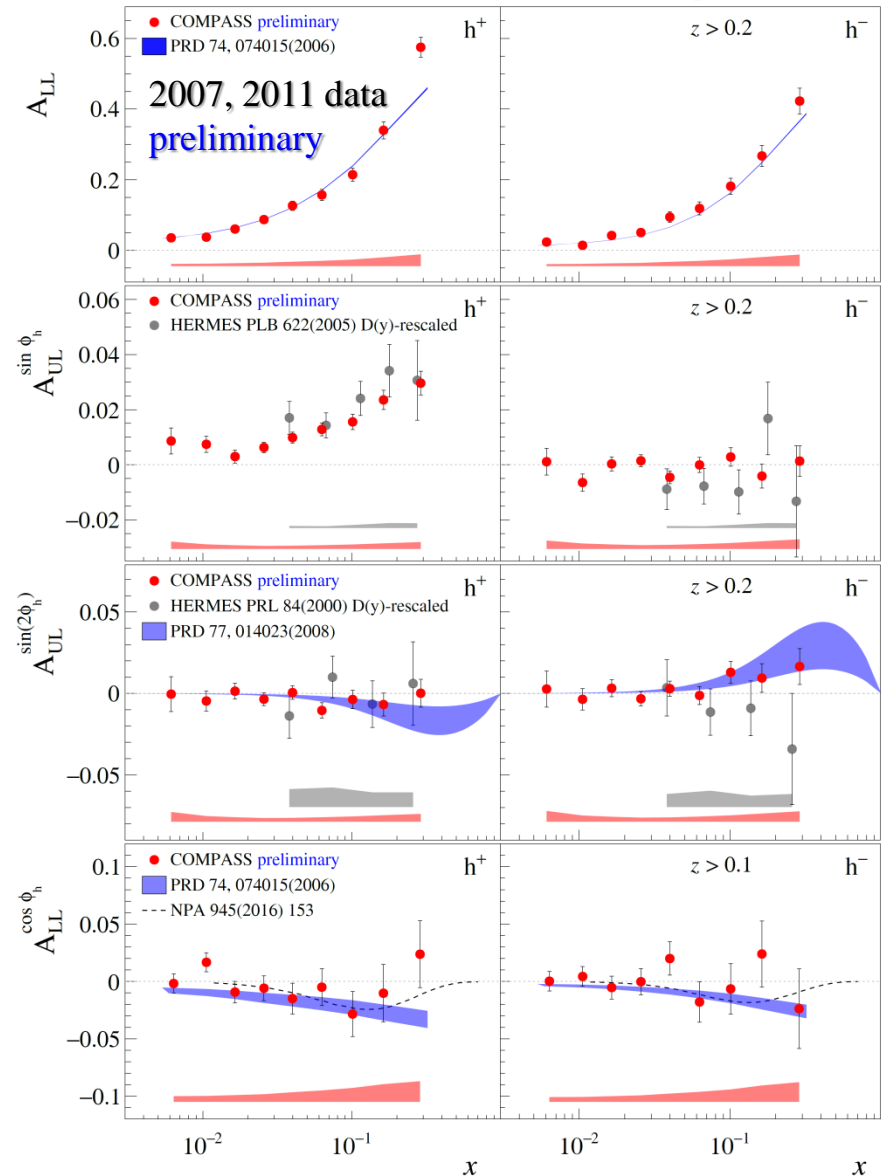 COMPASS preliminary h⁺
PRD 74, 074015(2006)
2007, 2011 data
preliminary
A_LL
0.6
0.4
0.2
0
z > 0.2 h⁻
COMPASS preliminary h⁺
HERMES PLB 622(2005) D(y)-rescaled
A_UL^{sin ϕ_h}
0.06
0.04
0.02
0
−0.02
z > 0.2 h⁻
COMPASS preliminary h⁺
HERMES PRL 84(2000) D(y)-rescaled
PRD 77, 014023(2008)
A_UL^{sin(2ϕ_h)}
0.05
0
−0.05
z > 0.2 h⁻
COMPASS preliminary h⁺
PRD 74, 074015(2006)
NPA 945(2016) 153
A_LL^{cos ϕ_h}
0.1
0.05
0
−0.05
−0.1
z > 0.1 h⁻
10⁻² 10⁻¹ x
10⁻² 10⁻¹ x